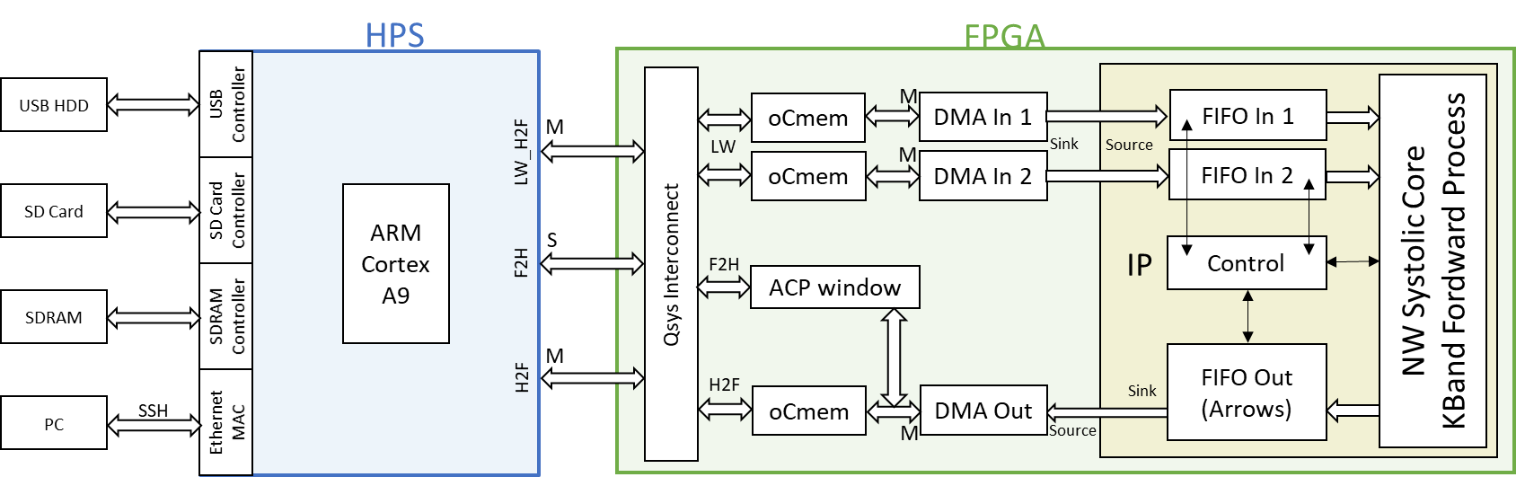 HPS
FPGA
USB HDD
SD Card
SDRAM
PC
SSH
USB
Controller
SD Card
Controller
SDRAM
Controller
Ethernet
MAC
ARM
Cortex
A9
LW_H2F
M
F2H
S
H2F
M
Qsys Interconnect
LW
F2H
H2F
oCmem
M
DMA In 1
Sink
Source
FIFO In 1
oCmem
M
DMA In 2
FIFO In 2
ACP window
IP
Control
oCmem
M
DMA Out
Source
Sink
FIFO Out
(Arrows)
NW Systolic Core
KBand Fordward Process